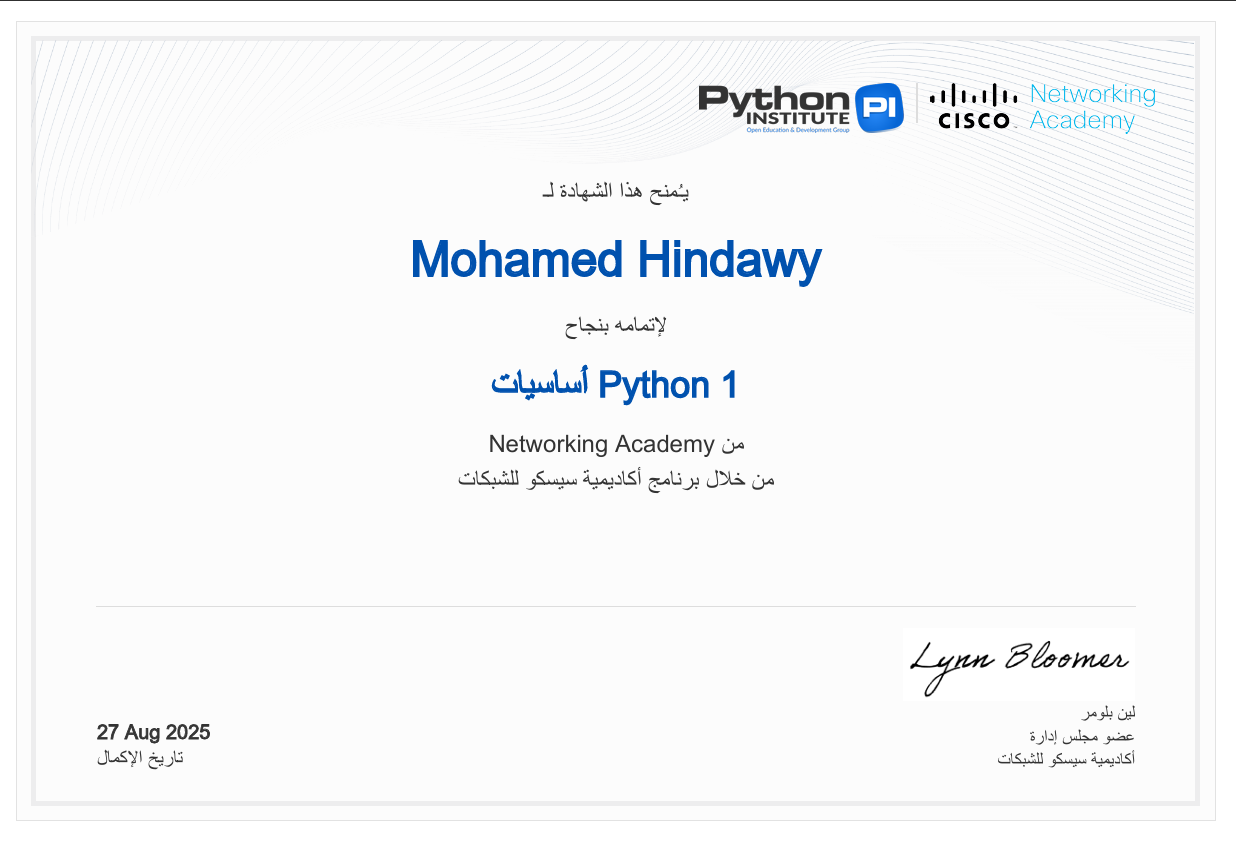 Python
INSTITUTE
Open Education & Development Group
PI
CISCO
Networking
Academy
يُمنح هذا الشهادة لـ
Mohamed Hindawy
لإتمامه بنجاح
أساسيات Python 1
من Networking Academy
من خلال برنامج أكاديمية سيسكو للشبكات
Lynn Bloomer
لين بلومر
عضو مجلس إدارة
أكاديمية سيسكو للشبكات
27 Aug 2025
تاريخ الإكمال